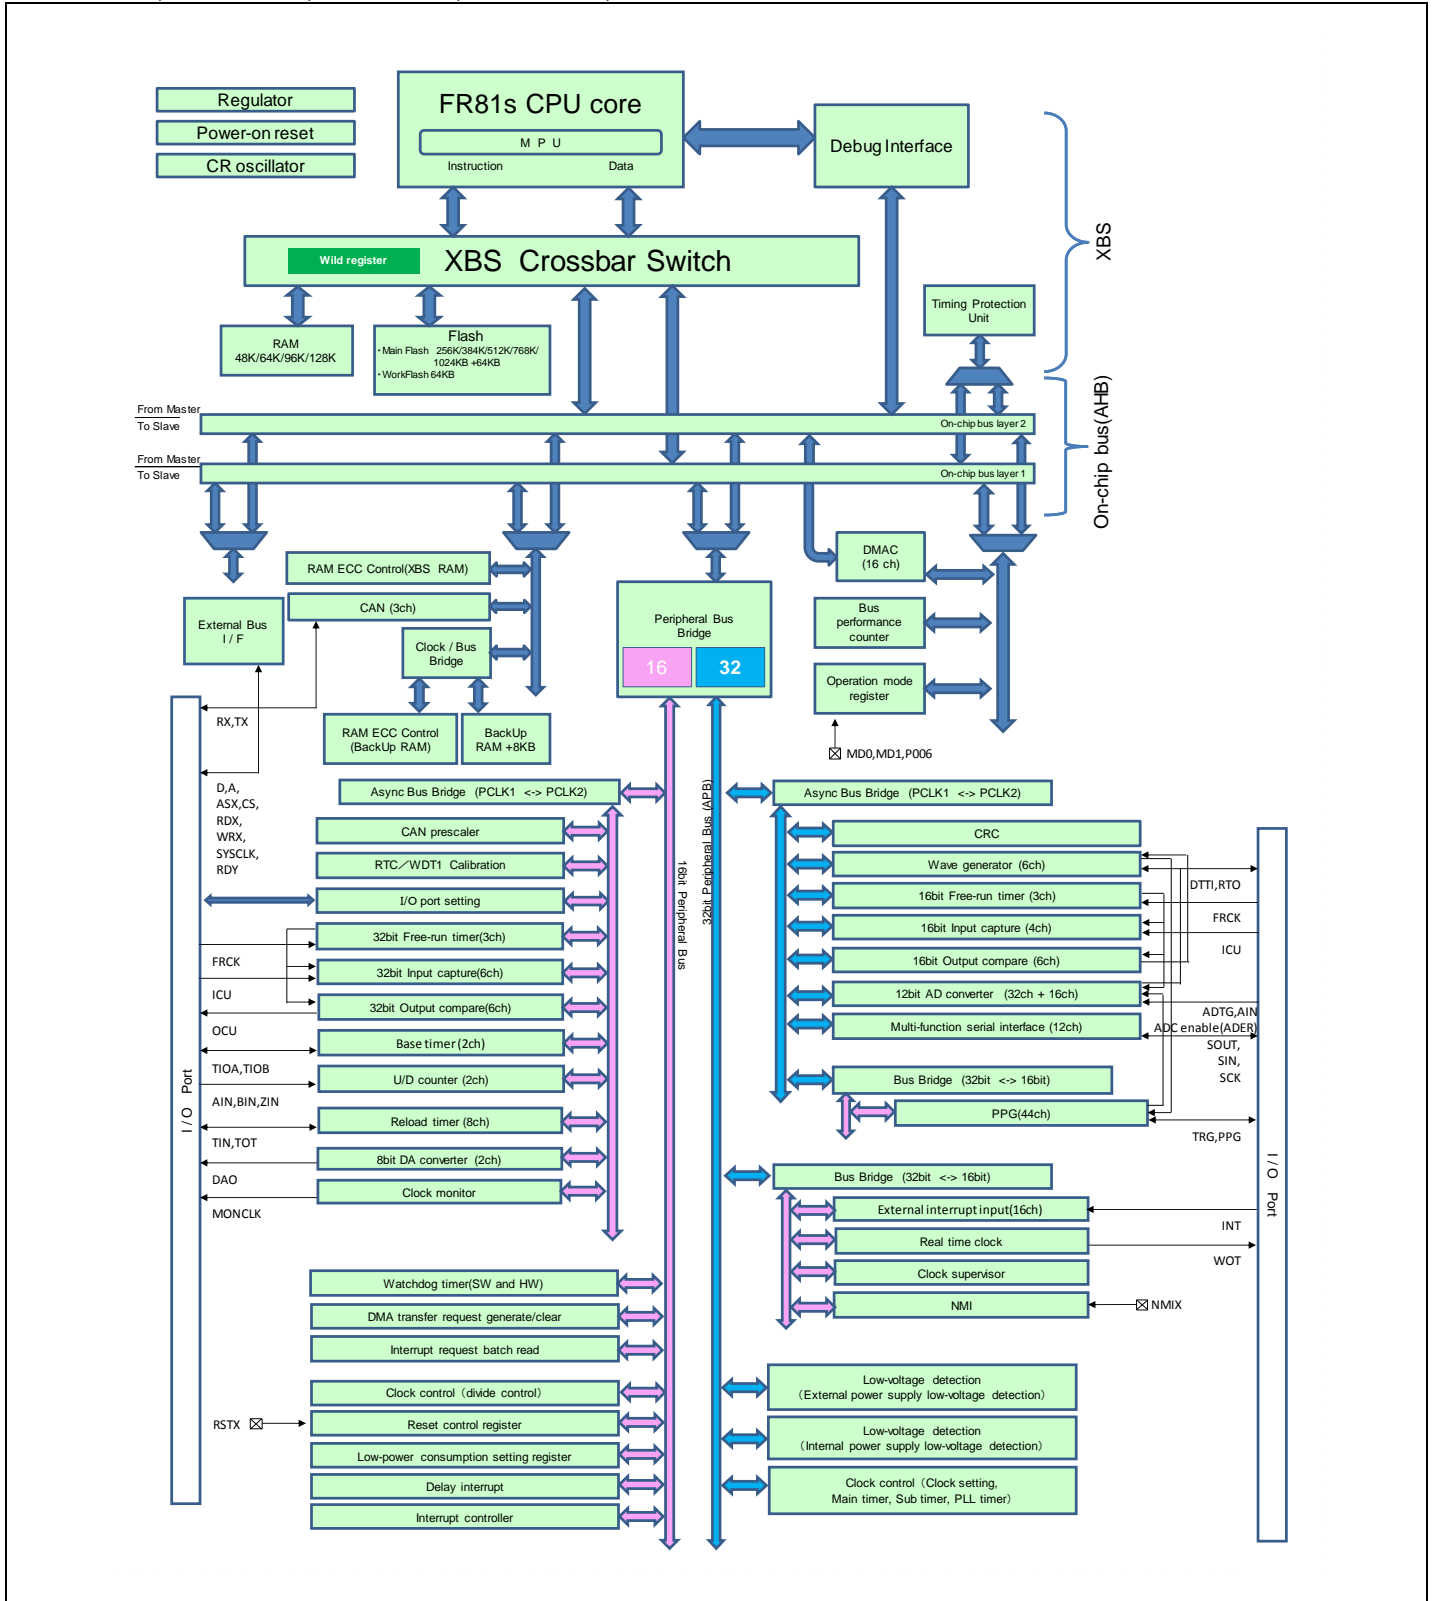 Regulator
Power-on reset
CR oscillator
FR81s CPU core
M P U
Instruction
Data
Debug Interface
XBS
Wild register
XBS Crossbar Switch
Timing Protection
Unit
RAM
48K/64K/96K/128K
Flash
・Main Flash 256K/384K/512K/768K/
1024KB +64KB
・WorkFlash 64KB
On-chip bus(AHB)
From Master
To Slave
On-chip bus layer 2
From Master
To Slave
On-chip bus layer 1
RAM ECC Control(XBS RAM)
CAN (3ch)
External Bus
I / F
Clock / Bus
Bridge
RAM ECC Control
(BackUp RAM)
BackUp
RAM +8KB
Peripheral Bus
Bridge
16
32
DMAC
(16 ch)
Bus
performance
counter
Operation mode
register
MD0,MD1,P006
RX,TX
D,A,
ASX,CS,
RDX,
WRX,
SYSCLK,
RDY
I / O Port
Async Bus Bridge (PCLK1 <-> PCLK2)
CAN prescaler
RTC／WDT1 Calibration
I/O port setting
32bit Free-run timer(3ch)
FRCK
32bit Input capture(6ch)
ICU
32bit Output compare(6ch)
OCU
Base timer (2ch)
TIOA,TIOB
U/D counter (2ch)
AIN,BIN,ZIN
Reload timer (8ch)
TIN,TOT
8bit DA converter (2ch)
DAO
Clock monitor
MONCLK
16bit Peripheral Bus
32bit Peripheral Bus (APB)
Watchdog timer(SW and HW)
DMA transfer request generate/clear
Interrupt request batch read
Clock control（divide control）
RSTX
Reset control register
Low-power consumption setting register
Delay interrupt
Interrupt controller
Async Bus Bridge (PCLK1 <-> PCLK2)
CRC
Wave generator (6ch)
DTTI,RTO
16bit Free-run timer (3ch)
FRCK
16bit Input capture (4ch)
ICU
16bit Output compare (6ch)
12bit AD converter (32ch + 16ch)
ADTG,AIN
ADC enable(ADER)
Multi-function serial interface (12ch)
SOUT,
SIN,
SCK
Bus Bridge (32bit <-> 16bit)
PPG(44ch)
TRG,PPG
I / O Port
Bus Bridge (32bit <-> 16bit)
External interrupt input(16ch)
INT
Real time clock
WOT
Clock supervisor
NMI
NMIX
Low-voltage detection
（External power supply low-voltage detection）
Low-voltage detection
（Internal power supply low-voltage detection）
Clock control（Clock setting,
Main timer, Sub timer, PLL timer）